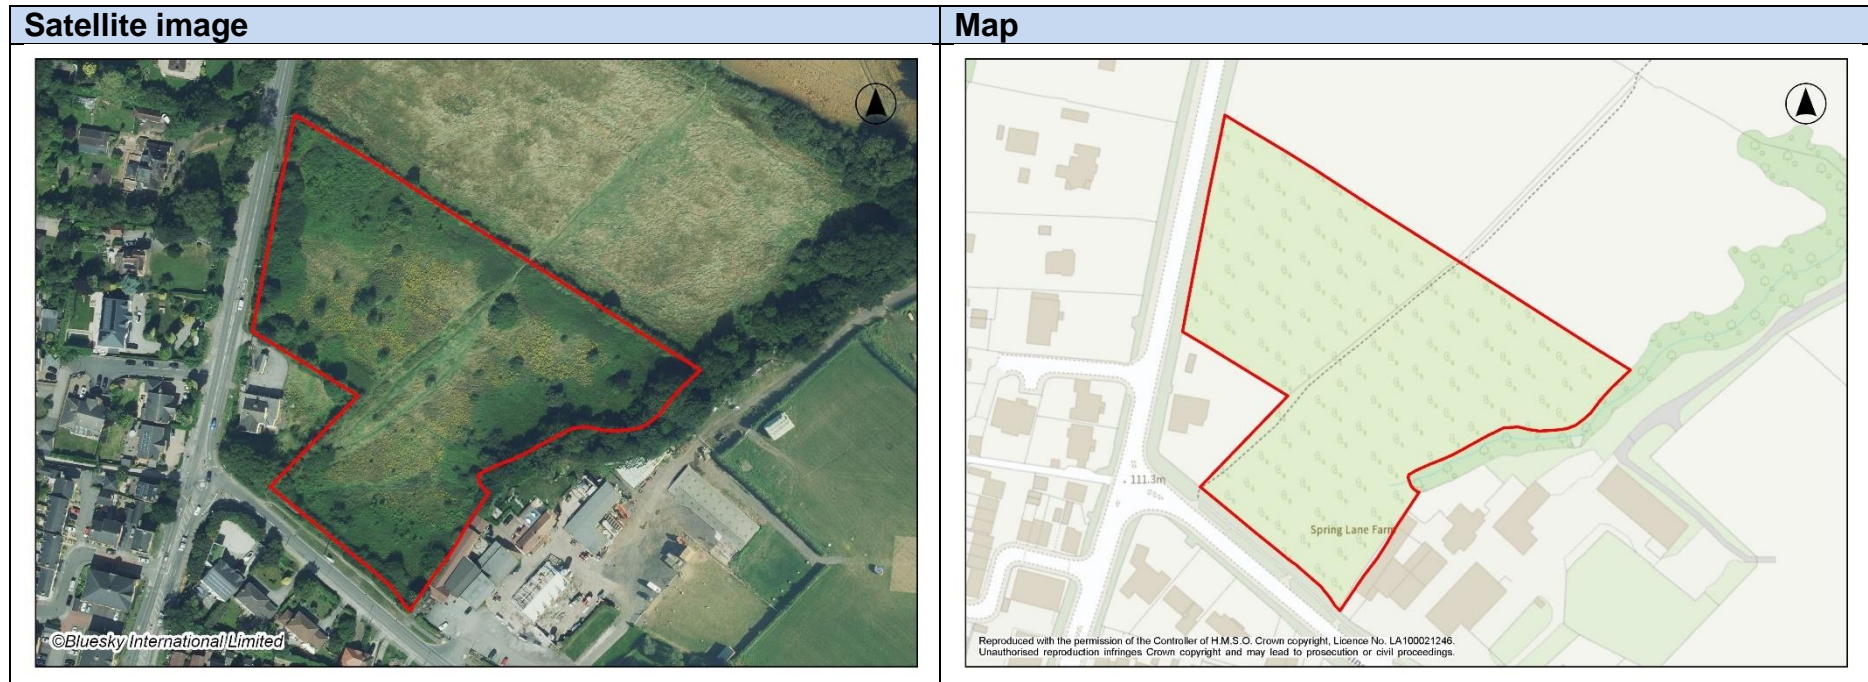 Satellite image
Map
©Bluesky International Limited
111.3m
Spring Lane Farm
Reproduced with the permission of the Controller of H.M.S.O. Crown copyright, Licence No. LA100021246.
Unauthorised reproduction infringes Crown copyright and may lead to prosecution or civil proceedings.